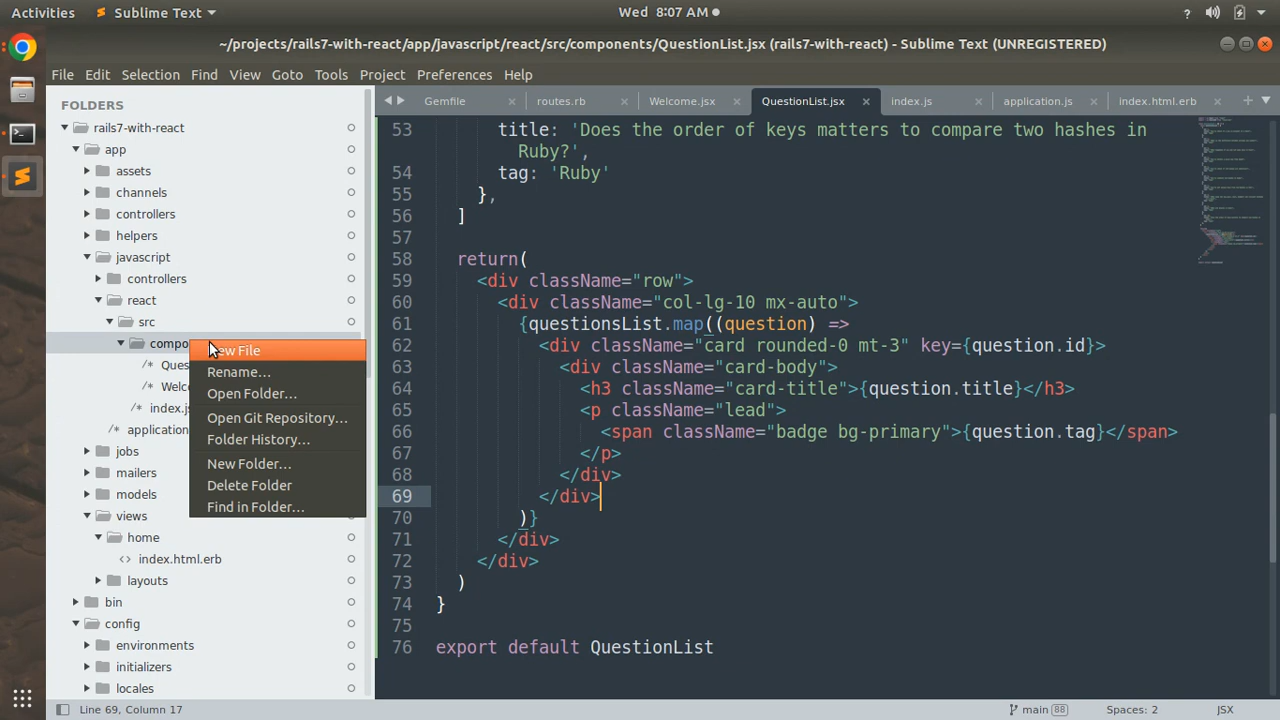 Activities
Sublime Text
Wed 8:07 AM
~/projects/rails7-with-react/app/javascript/react/src/components/QuestionList.jsx (rails7-with-react) - Sublime Text (UNREGISTERED)
File Edit Selection Find View Goto Tools Project Preferences Help
FOLDERS
rails7-with-react
app
assets
channels
controllers
helpers
javascript
controllers
react
src
compo
Ques
Welc
index.js
application
jobs
mailers
models
views
home
index.html.erb
layouts
bin
config
environments
initializers
locales
New File
Rename…
Open Folder…
Open Git Repository…
Folder History…
New Folder…
Delete Folder
Find in Folder…
Gemfile routes.rb Welcome.jsx QuestionList.jsx index.js application.js index.html.erb
53 title: 'Does the order of keys matters to compare two hashes in
Ruby?',
54 tag: 'Ruby'
55 },
56 ]
57
58 return(
59 <div className="row">
60 <div className="col-lg-10 mx-auto">
61 {questionsList.map((question) =>
62 <div className="card rounded-0 mt-3" key={question.id}>
63 <div className="card-body">
64 <h3 className="card-title">{question.title}</h3>
65 <p className="lead">
66 <span className="badge bg-primary">{question.tag}</span>
67 </p>
68 </div>
69 </div>
70 )}
71 </div>
72 </div>
73 )
74 }
75
76 export default QuestionList
Line 69, Column 17
main 88
Spaces: 2
JSX